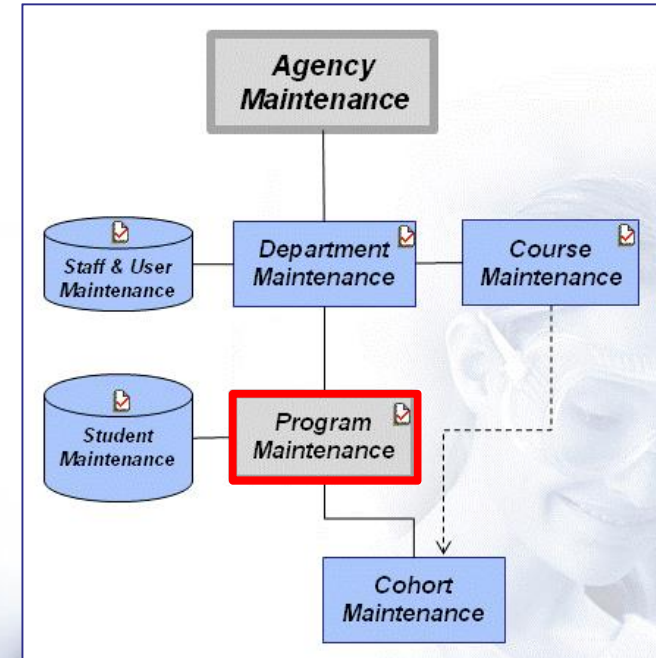 Agency
Maintenance
Staff & User
Maintenance
Department
Maintenance
Course
Maintenance
Student
Maintenance
Program
Maintenance
Cohort
Maintenance